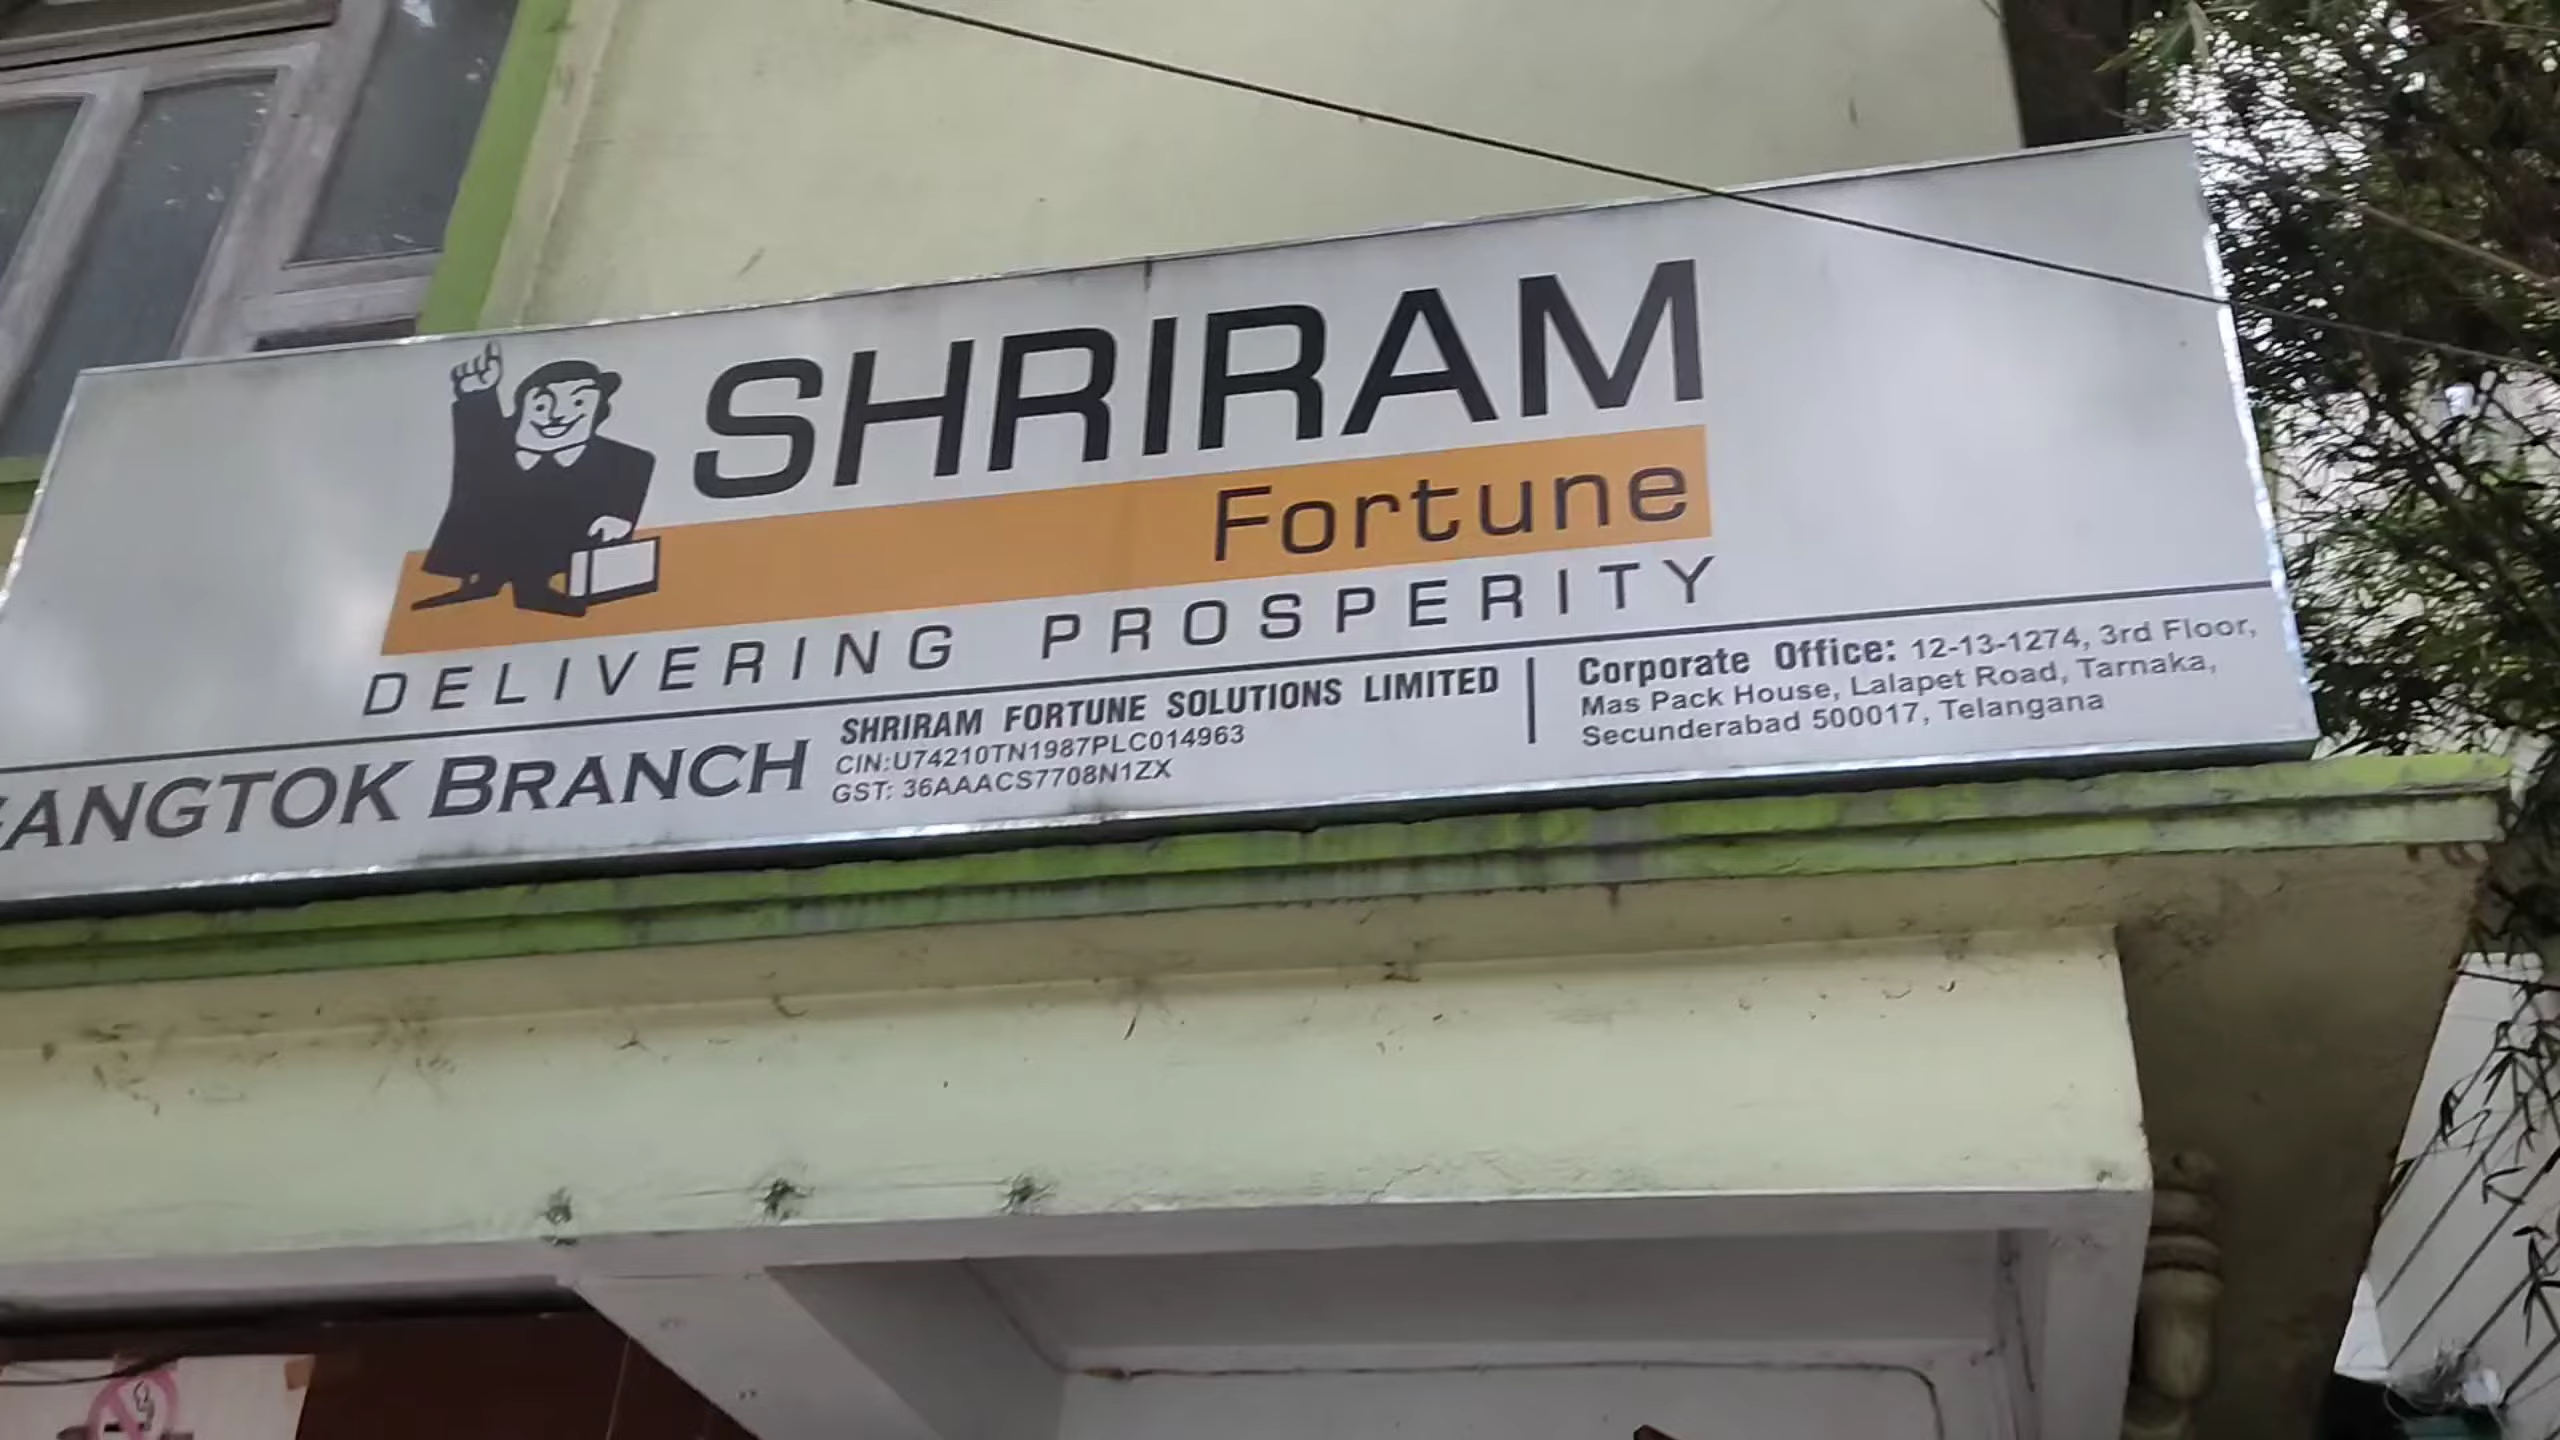 SHRIRAM
Fortune
DELIVERING PROSPERITY
GANGTOK BRANCH
SHRIRAM FORTUNE SOLUTIONS LIMITED
CIN:U74210TN1987PLC014963
GST: 36AAACS7708N1ZX
Corporate Office: 12-13-1274, 3rd Floor,
Mas Pack House, Lalapet Road, Tarnaka,
Secunderabad 500017, Telangana